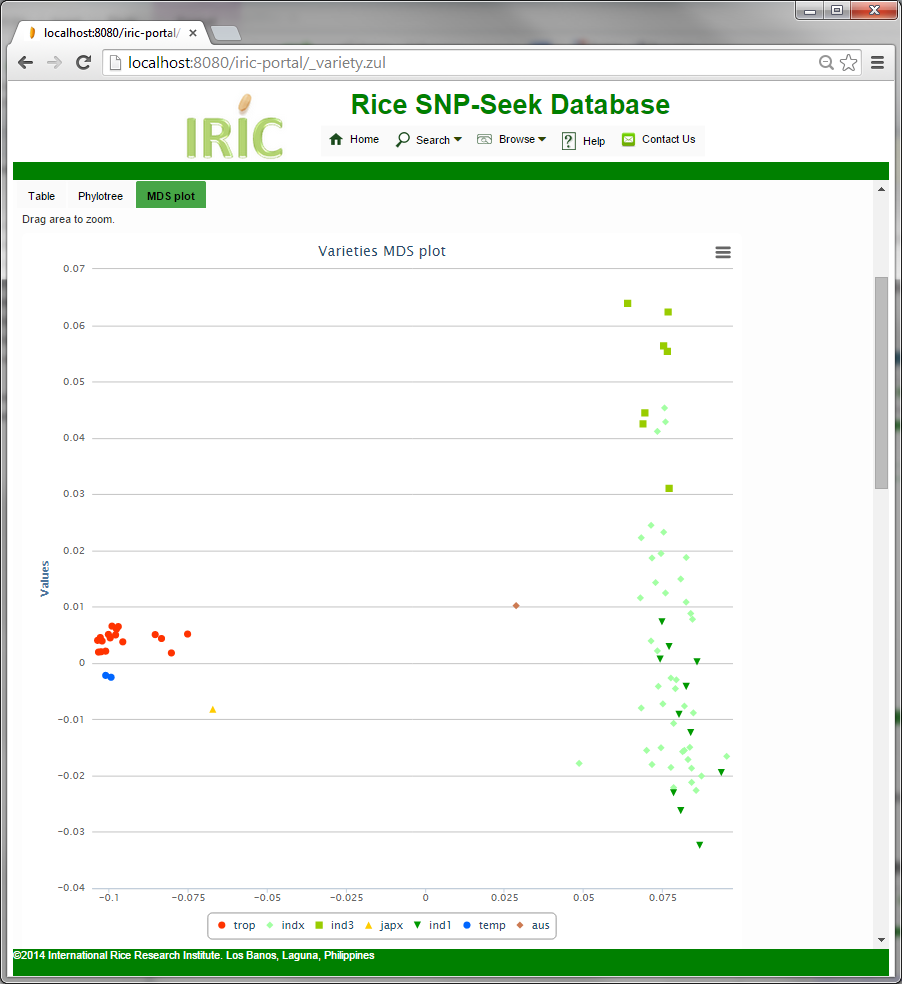 localhost:8080/iric-portal/
localhost:8080/iric-portal/_variety.zul
IRIC
Rice SNP-Seek Database
Home Search Browse Help Contact Us
Table Phylotree MDS plot
Drag area to zoom.
Varieties MDS plot
0.07
0.06
0.05
0.04
0.03
0.02
Values
0.01
0
−0.01
−0.02
−0.03
−0.04
−0.1 −0.075 −0.05 −0.025 0 0.025 0.05 0.075
trop indx ind3 japx ind1 temp aus
©2014 International Rice Research Institute. Los Banos, Laguna, Philippines